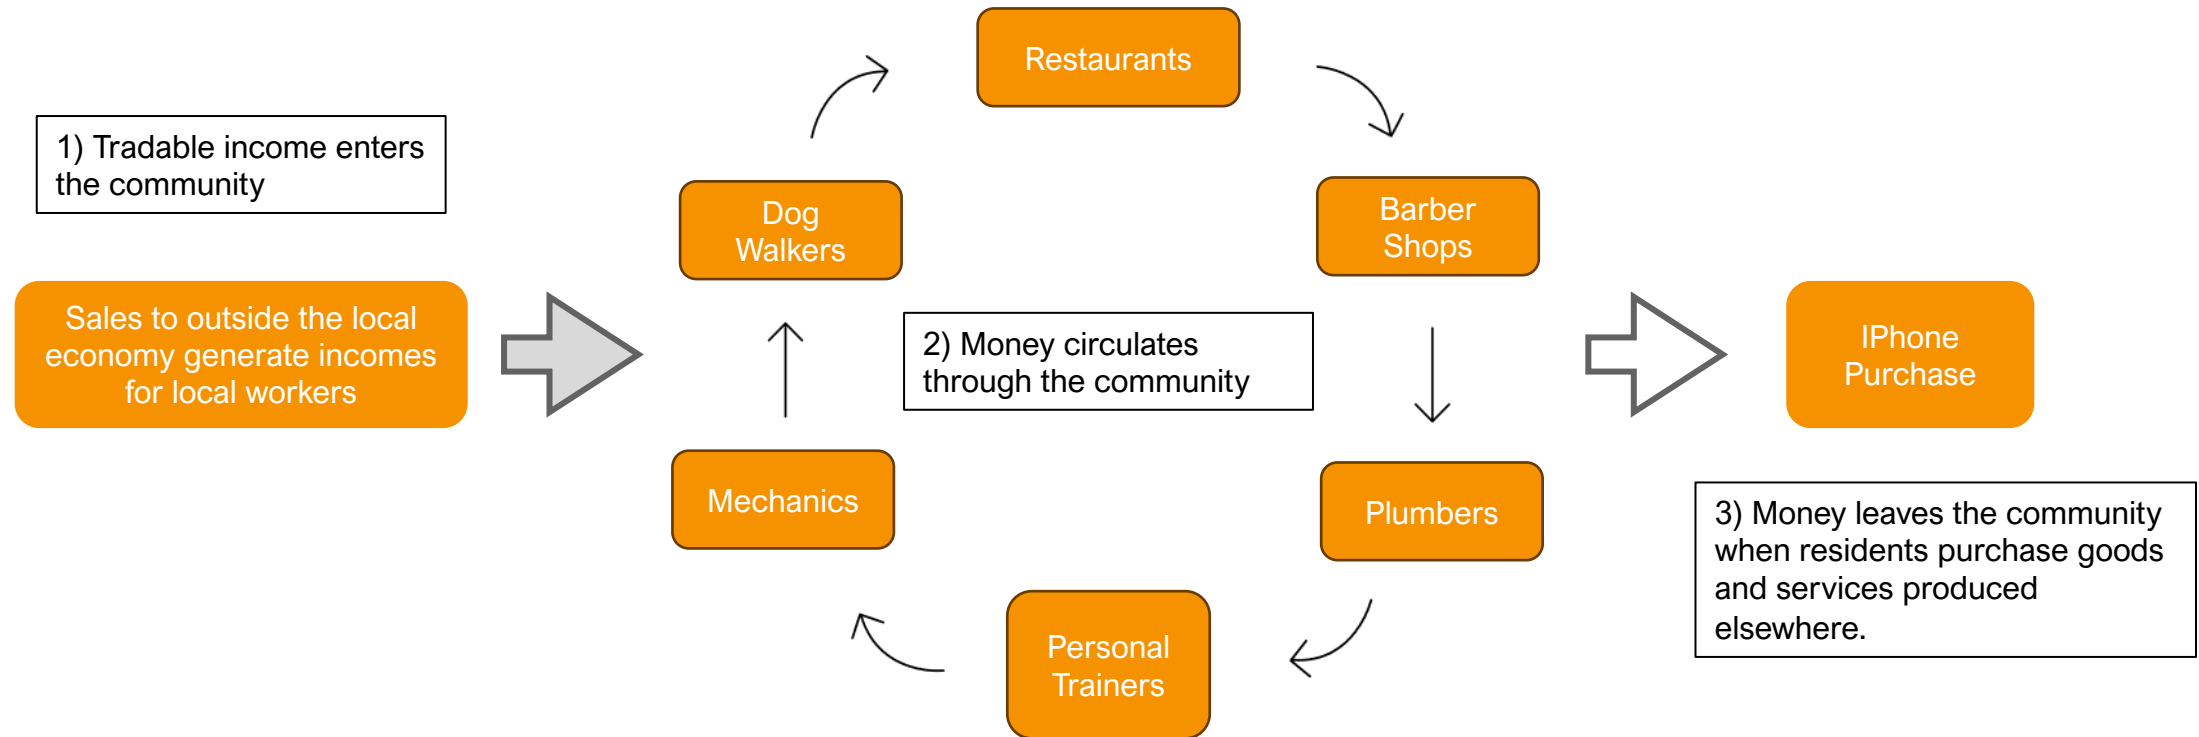 1) Tradable income enters
the community
Sales to outside the local
economy generate incomes
for local workers
Restaurants
Dog
Walkers
Barber
Shops
2) Money circulates
through the community
Mechanics
Plumbers
Personal
Trainers
IPhone
Purchase
3) Money leaves the community
when residents purchase goods
and services produced
elsewhere.